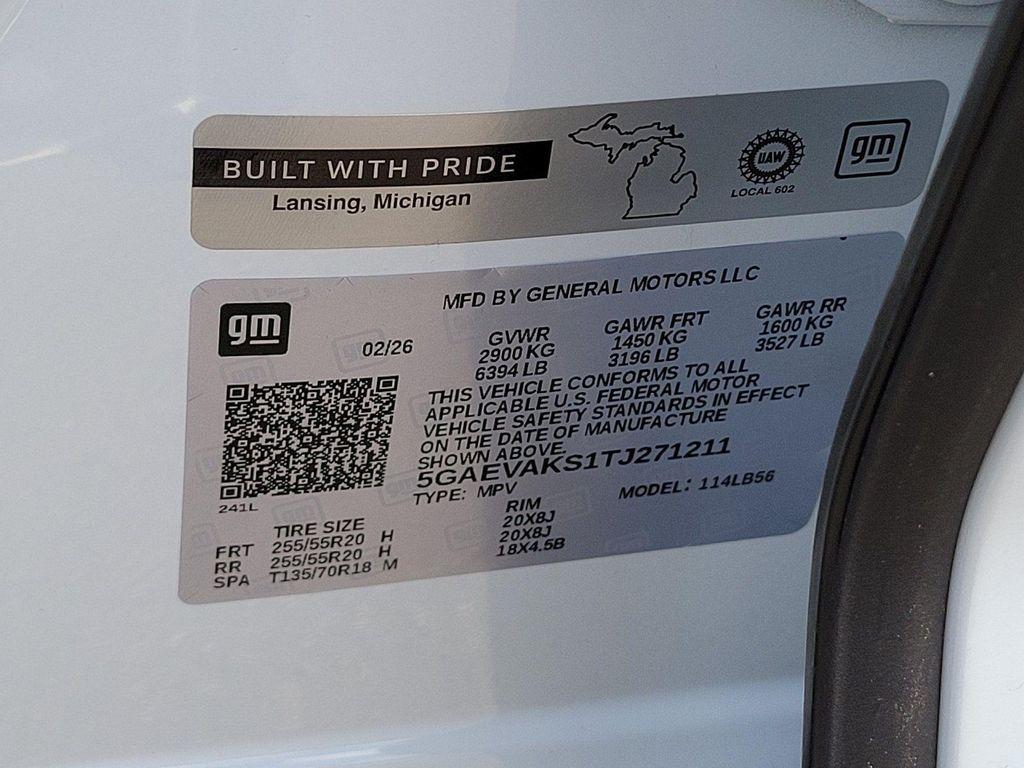 BUILT WITH PRIDE
Lansing, Michigan
UAW
LOCAL 602
gm
gm
MFD BY GENERAL MOTORS LLC
02/26
GVWR GAWR FRT GAWR RR
2900 KG 1450 KG 1600 KG
6394 LB 3196 LB 3527 LB
THIS VEHICLE CONFORMS TO ALL
APPLICABLE U.S. FEDERAL MOTOR
VEHICLE SAFETY STANDARDS IN EFFECT
ON THE DATE OF MANUFACTURE
SHOWN ABOVE.
5GAEVAKS1TJ271211
TYPE: MPV MODEL: 114LB56
241L
TIRE SIZE RIM
FRT 255/55R20 H 20X8J
RR 255/55R20 H 20X8J
SPA T135/70R18 M 18X4.5B